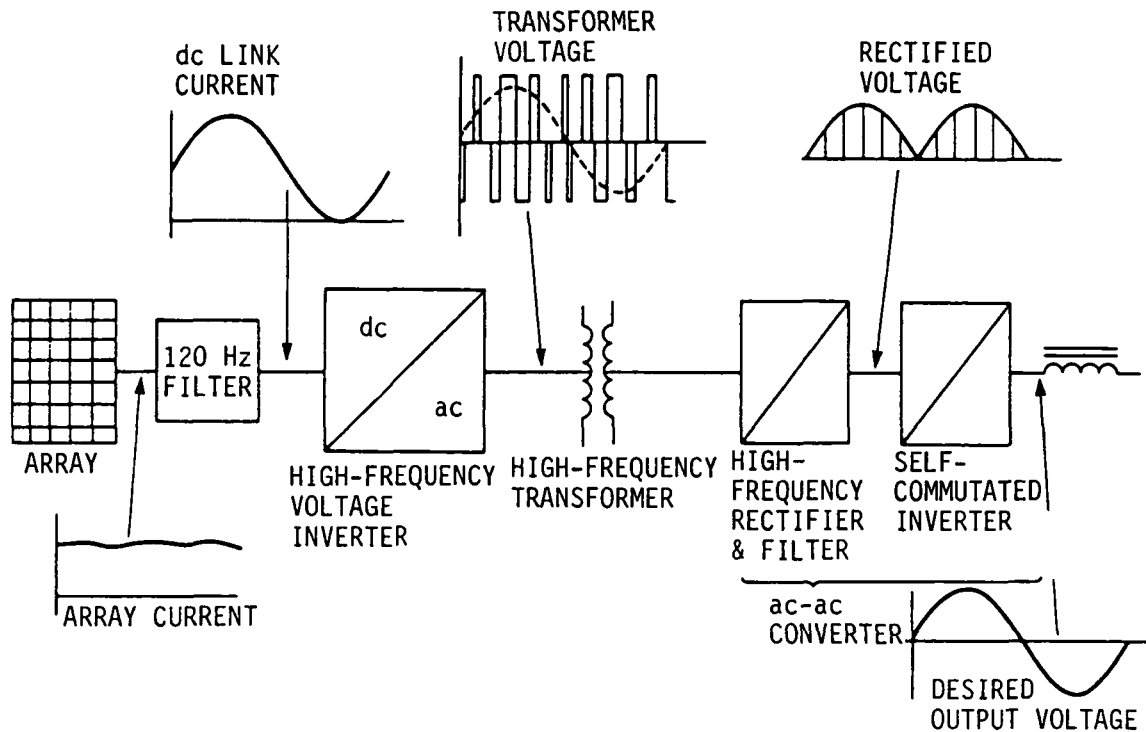 dc LINK
CURRENT
TRANSFORMER
VOLTAGE
RECTIFIED
VOLTAGE
120 Hz
FILTER
dc
ac
ARRAY
HIGH-FREQUENCY
VOLTAGE
INVERTER
HIGH-FREQUENCY
TRANSFORMER
HIGH-
FREQUENCY
RECTIFIER
& FILTER
SELF-
COMMUTATED
INVERTER
ARRAY CURRENT
ac-ac
CONVERTER
DESIRED
OUTPUT VOLTAGE